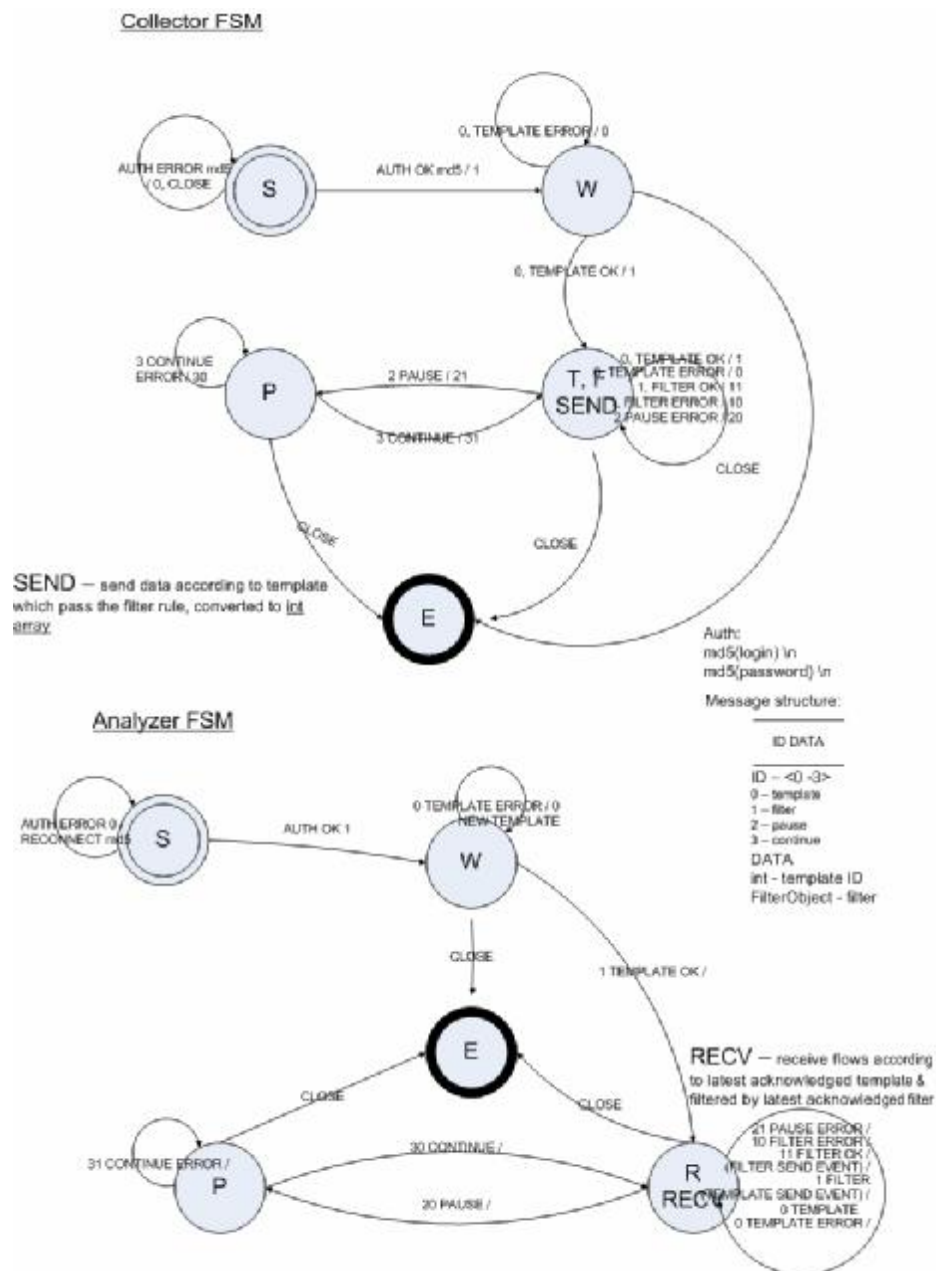 Collector FSM
0, TEMPLATE ERROR / 0
AUTH ERROR md5
/ 0, CLOSE
S
AUTH OK md5 / 1
W
0, TEMPLATE OK / 1
3 CONTINUE
ERROR / 30
P
2 PAUSE / 21
3 CONTINUE / 31
T, F
SEND
0, TEMPLATE OK / 1
0, TEMPLATE ERROR / 0
1, FILTER OK / 11
FILTER ERROR / 10
2 PAUSE ERROR / 20
CLOSE
CLOSE
CLOSE
E
SEND – send data according to template
which pass the filter rule, converted to int
array
Auth:
md5(login) \n
md5(password) \n
Message structure:
ID DATA
ID – <0 -3>
0 – template
1 – filter
2 – pause
3 – continue
DATA
int - template ID
FilterObject - filter
Analyzer FSM
AUTH ERROR 0 /
RECONNECT md5
S
AUTH OK 1
0 TEMPLATE ERROR / 0
NEW TEMPLATE
W
CLOSE
1 TEMPLATE OK /
E
RECV – receive flows according
to latest acknowledged template &
filtered by latest acknowledged filter
CLOSE
CLOSE
31 CONTINUE ERROR /
P
30 CONTINUE /
20 PAUSE /
R
RECV
21 PAUSE ERROR /
10 FILTER ERROR /
11 FILTER OK /
(FILTER SEND EVENT) /
1 FILTER
(TEMPLATE SEND EVENT) /
0 TEMPLATE
0 TEMPLATE ERROR /